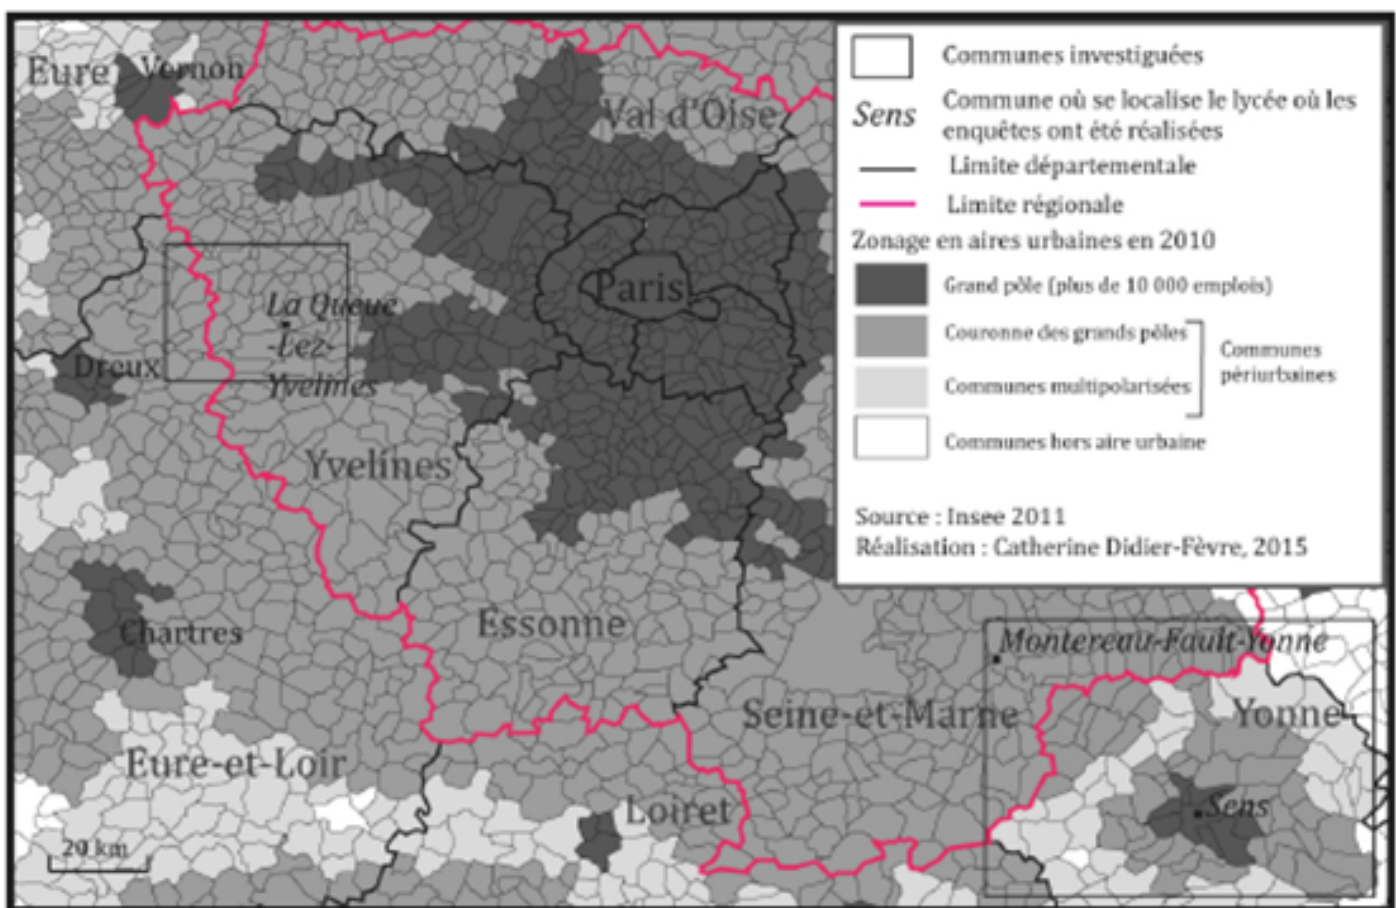 Eure
Vernon
Val d'Oise
Paris
La Queue
-Lez-
Yvelines
Dreux
Yvelines
Chartres
Essonne
Montereau-Fault-Yonne
Seine-et-Marne
Yonne
Eure-et-Loir
Loiret
Sens
20 km
Communes investiguées
Sens
Commune où se localise le lycée où les
enquêtes ont été réalisées
Limite départementale
Limite régionale
Zonage en aires urbaines en 2010
Grand pôle (plus de 10 000 emplois)
Couronne des grands pôles
Communes multipolarisées
Communes
périurbaines
Communes hors aire urbaine
Source : Insee 2011
Réalisation : Catherine Didier-Fèvre, 2015